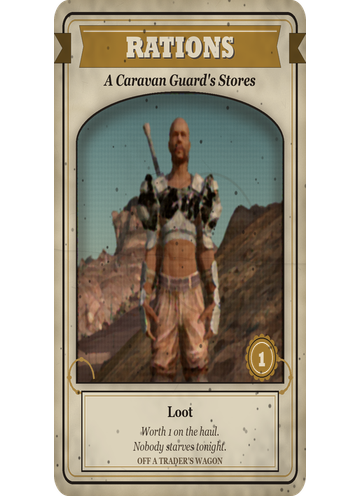 RATIONS
A Caravan Guard's Stores
1
Loot
Worth 1 on the haul.
Nobody starves tonight.
OFF A TRADER'S WAGON